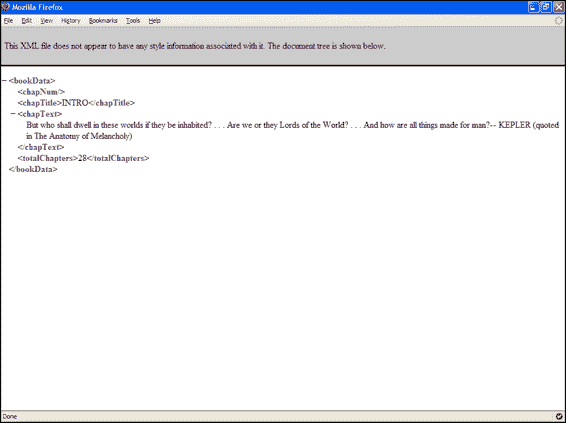 Mozilla Firefox
File Edit View History Bookmarks Tools Help
This XML file does not appear to have any style information associated with it. The document tree is shown below.
− <bookData>
<chapNum/>
<chapTitle>INTRO</chapTitle>
− <chapText>
But who shall dwell in these worlds if they be inhabited? . . . Are we or they Lords of the World? . . . And how are all things made for man?-- KEPLER (quoted
in The Anatomy of Melancholy)
</chapText>
<totalChapters>28</totalChapters>
</bookData>
Done